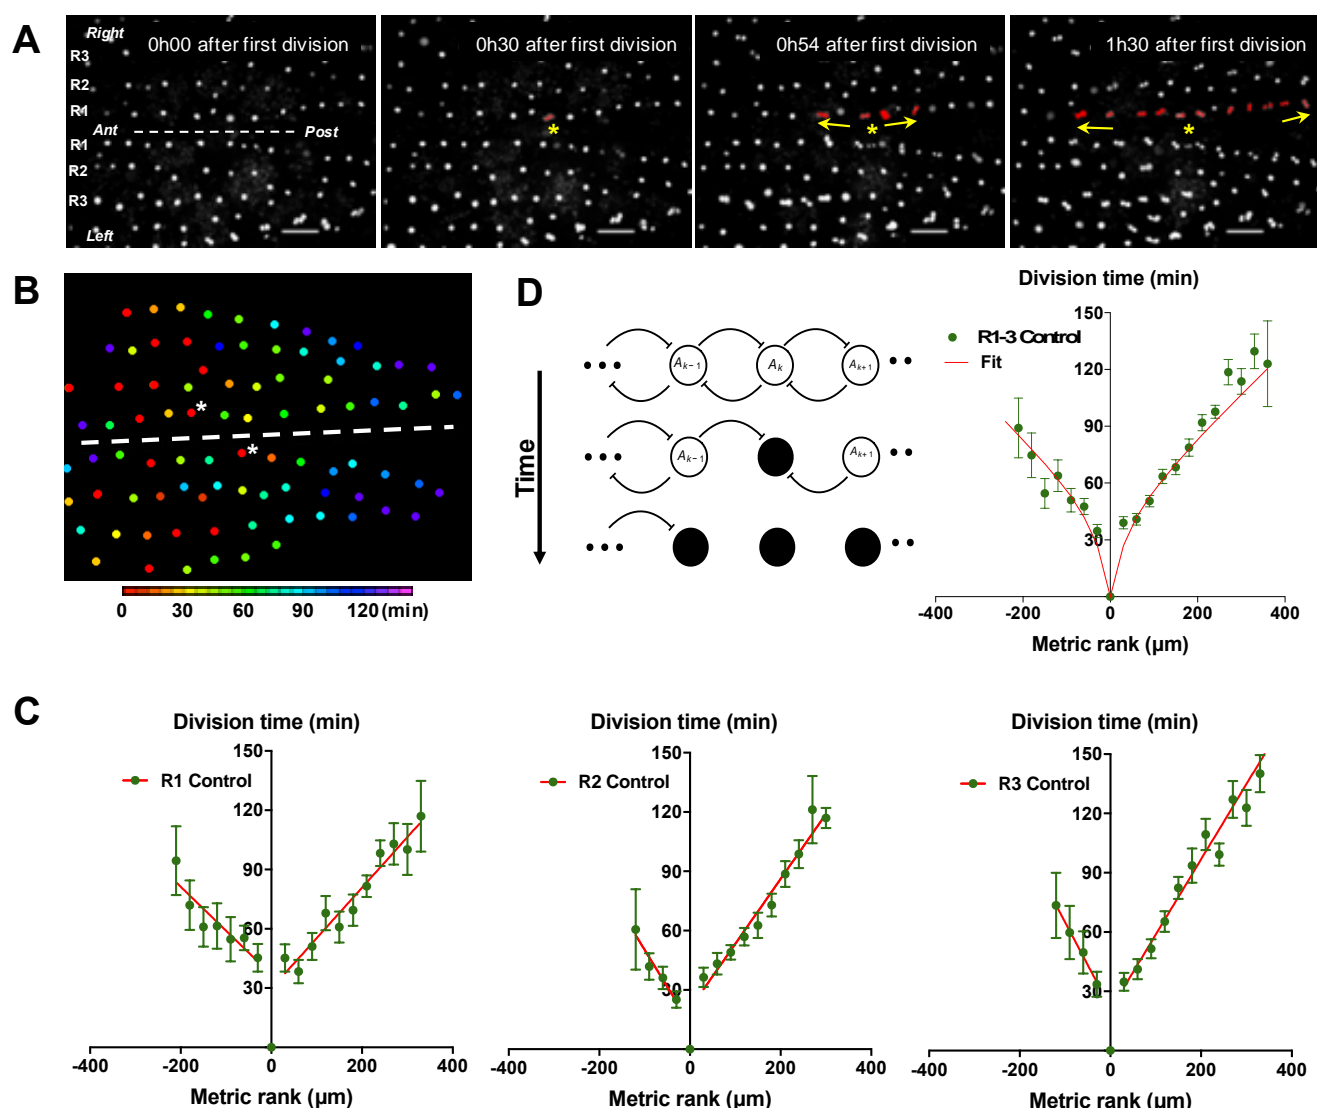 A
Right
R3
R2
R1
Ant
Post
R1
R2
R3
Left
0h00 after first division
0h30 after first division
*
0h54 after first division
*
1h30 after first division
*
B
*
*
0 30 60 90 120 (min)
D
Time
A k−1
A k
A k+1
A k−1
A k+1
Division time (min)
150
120
90
60
30
R1-3 Control
Fit
-400 -200 0 200 400
Metric rank (µm)
C
Division time (min)
150
120
90
60
30
R1 Control
-400 -200 0 200 400
Metric rank (µm)
Division time (min)
150
120
90
60
30
R2 Control
-400 -200 0 200 400
Metric rank (µm)
Division time (min)
150
120
90
60
30
R3 Control
-400 -200 0 200 400
Metric rank (µm)